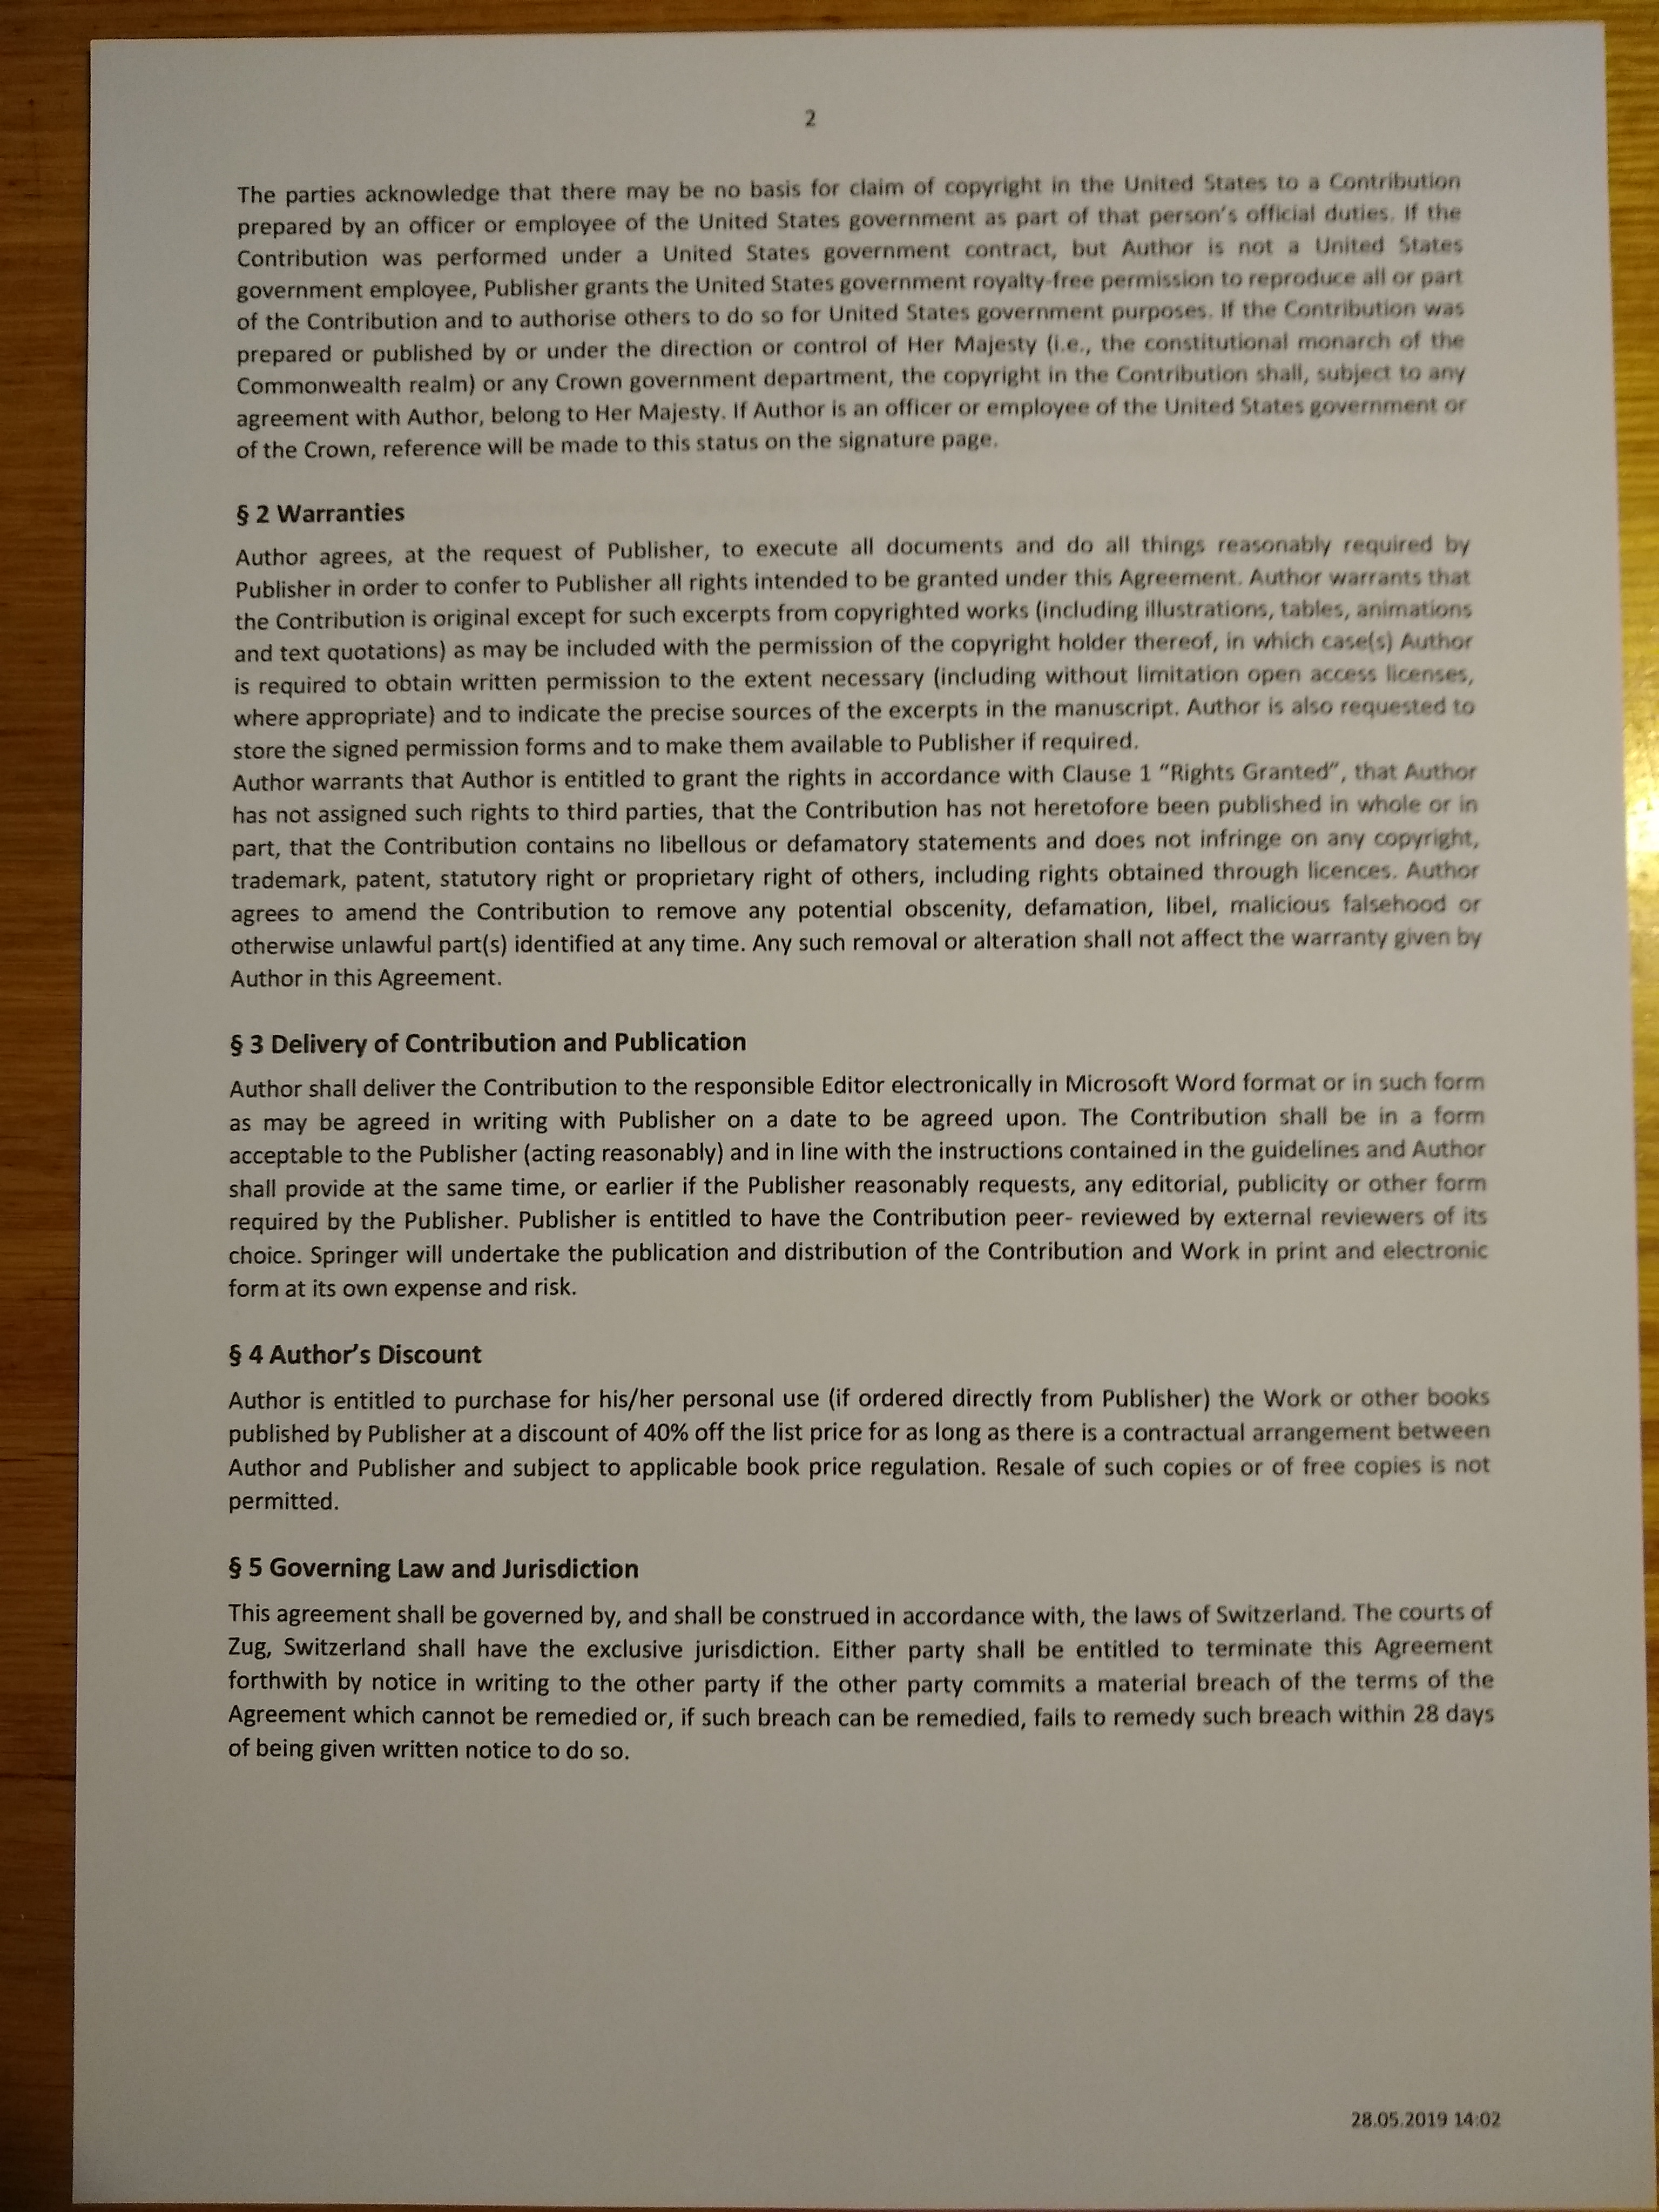 2
The parties acknowledge that there may be no basis for claim of copyright in the United States to a Contribution
prepared by an officer or employee of the United States government as part of that person's official duties. If the
Contribution was performed under a United States government contract, but Author is not a United States
government employee, Publisher grants the United States government royalty-free permission to reproduce all or part
of the Contribution and to authorise others to do so for United States government purposes. If the Contribution was
prepared or published by or under the direction or control of Her Majesty (i.e., the constitutional monarch of the
Commonwealth realm) or any Crown government department, the copyright in the Contribution shall, subject to any
agreement with Author, belong to Her Majesty. If Author is an officer or employee of the United States government or
of the Crown, reference will be made to this status on the signature page.
§ 2 Warranties
Author agrees, at the request of Publisher, to execute all documents and do all things reasonably required by
Publisher in order to confer to Publisher all rights intended to be granted under this Agreement. Author warrants that
the Contribution is original except for such excerpts from copyrighted works (including illustrations, tables, animations
and text quotations) as may be included with the permission of the copyright holder thereof, in which case(s) Author
is required to obtain written permission to the extent necessary (including without limitation open access licenses,
where appropriate) and to indicate the precise sources of the excerpts in the manuscript. Author is also requested to
store the signed permission forms and to make them available to Publisher if required.
Author warrants that Author is entitled to grant the rights in accordance with Clause 1 “Rights Granted”, that Author
has not assigned such rights to third parties, that the Contribution has not heretofore been published in whole or in
part, that the Contribution contains no libellous or defamatory statements and does not infringe on any copyright,
trademark, patent, statutory right or proprietary right of others, including rights obtained through licences. Author
agrees to amend the Contribution to remove any potential obscenity, defamation, libel, malicious falsehood or
otherwise unlawful part(s) identified at any time. Any such removal or alteration shall not affect the warranty given by
Author in this Agreement.
§ 3 Delivery of Contribution and Publication
Author shall deliver the Contribution to the responsible Editor electronically in Microsoft Word format or in such form
as may be agreed in writing with Publisher on a date to be agreed upon. The Contribution shall be in a form
acceptable to the Publisher (acting reasonably) and in line with the instructions contained in the guidelines and Author
shall provide at the same time, or earlier if the Publisher reasonably requests, any editorial, publicity or other form
required by the Publisher. Publisher is entitled to have the Contribution peer- reviewed by external reviewers of its
choice. Springer will undertake the publication and distribution of the Contribution and Work in print and electronic
form at its own expense and risk.
§ 4 Author’s Discount
Author is entitled to purchase for his/her personal use (if ordered directly from Publisher) the Work or other books
published by Publisher at a discount of 40% off the list price for as long as there is a contractual arrangement between
Author and Publisher and subject to applicable book price regulation. Resale of such copies or of free copies is not
permitted.
§ 5 Governing Law and Jurisdiction
This agreement shall be governed by, and shall be construed in accordance with, the laws of Switzerland. The courts of
Zug, Switzerland shall have the exclusive jurisdiction. Either party shall be entitled to terminate this Agreement
forthwith by notice in writing to the other party if the other party commits a material breach of the terms of the
Agreement which cannot be remedied or, if such breach can be remedied, fails to remedy such breach within 28 days
of being given written notice to do so.
28.05.2019 14:02